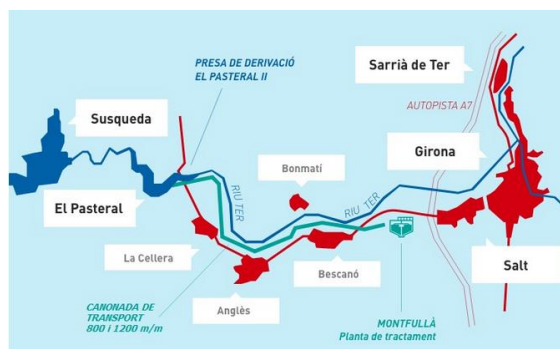 PRESA DE DERIVACIÓ
EL PASTERAL II
Sarrià de Ter
AUTOPISTA A7
Susqueda
Girona
Bonmatí
RIU TER
RIU TER
El Pasteral
La Cellera
Bescanó
Salt
Anglès
CANONADA DE
TRANSPORT
800 i 1200 m/m
MONTFULLÀ
Planta de tractament